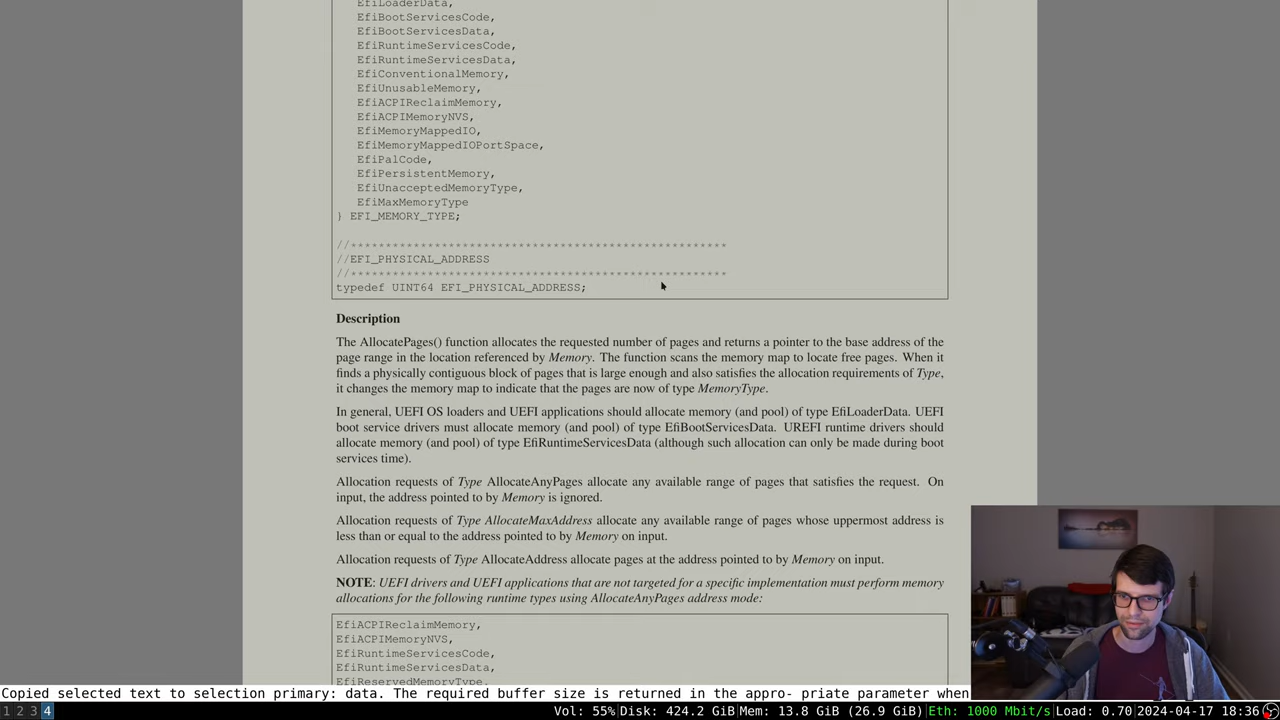 EfiLoaderData,
EfiBootServicesCode,
EfiBootServicesData,
EfiRuntimeServicesCode,
EfiRuntimeServicesData,
EfiConventionalMemory,
EfiUnusableMemory,
EfiACPIReclaimMemory,
EfiACPIMemoryNVS,
EfiMemoryMappedIO,
EfiMemoryMappedIOPortSpace,
EfiPalCode,
EfiPersistentMemory,
EfiUnacceptedMemoryType,
EfiMaxMemoryType
} EFI_MEMORY_TYPE;
//******************************************************
//EFI_PHYSICAL_ADDRESS
//******************************************************
typedef UINT64 EFI_PHYSICAL_ADDRESS;
Description
The AllocatePages() function allocates the requested number of pages and returns a pointer to the base address of the
page range in the location referenced by Memory. The function scans the memory map to locate free pages. When it
finds a physically contiguous block of pages that is large enough and also satisfies the allocation requirements of Type,
it changes the memory map to indicate that the pages are now of type MemoryType.
In general, UEFI OS loaders and UEFI applications should allocate memory (and pool) of type EfiLoaderData. UEFI
boot service drivers must allocate memory (and pool) of type EfiBootServicesData. UREFI runtime drivers should
allocate memory (and pool) of type EfiRuntimeServicesData (although such allocation can only be made during boot
services time).
Allocation requests of Type AllocateAnyPages allocate any available range of pages that satisfies the request. On
input, the address pointed to by Memory is ignored.
Allocation requests of Type AllocateMaxAddress allocate any available range of pages whose uppermost address is
less than or equal to the address pointed to by Memory on input.
Allocation requests of Type AllocateAddress allocate pages at the address pointed to by Memory on input.
NOTE: UEFI drivers and UEFI applications that are not targeted for a specific implementation must perform memory
allocations for the following runtime types using AllocateAnyPages address mode:
EfiACPIReclaimMemory,
EfiACPIMemoryNVS,
EfiRuntimeServicesCode,
EfiRuntimeServicesData,
EfiReservedMemoryType.
Copied selected text to selection primary: data. The required buffer size is returned in the appro- priate parameter when
1 2 3 4 Vol: 55% Disk: 424.2 GiB Mem: 13.8 GiB (26.9 GiB) Eth: 1000 Mbit/s Load: 0.70 2024-04-17 18:36